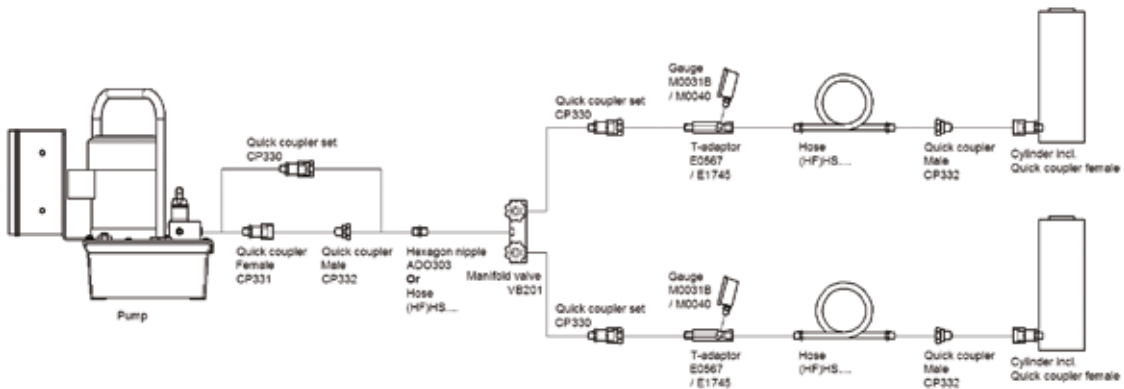 Quick coupler set
CP330
Quick coupler
Female
CP331
Quick coupler
Male
CP332
Hexagon nipple
ADO303
Or
Hose
(HF)HS....
Manifold valve
VB201
Pump
Quick coupler set
CP330
Gauge
M0031B
/ M0040
T-adaptor
E0567
/ E1745
Hose
(HF)HS....
Quick coupler
Male
CP332
Cylinder Incl.
Quick coupler female
Quick coupler set
CP330
Gauge
M0031B
/ M0040
T-adaptor
E0567
/ E1745
Hose
(HF)HS....
Quick coupler
Male
CP332
Cylinder Incl.
Quick coupler female